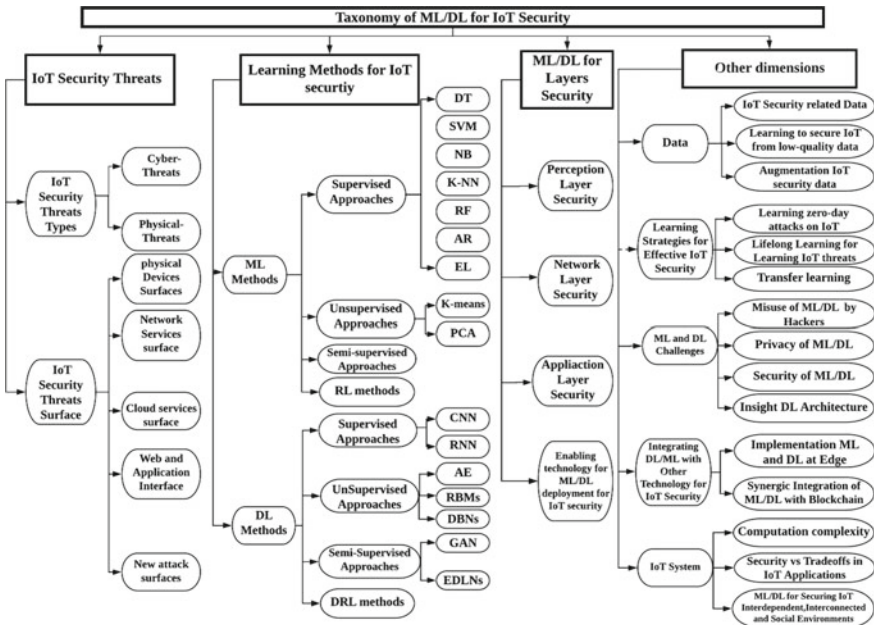 Taxonomy of ML/DL for IoT Security
IoT Security Threats
Learning Methods for IoT
securtiy
ML/DL for
Layers
Security
Other dimensions
IoT
Security
Threats
Types
Cyber-
Threats
Physical-
Threats
IoT
Security
Threats
Surface
physical
Devices
Surfaces
Network
Services
surface
Cloud services
surface
Web and
Application
Interface
New attack
surfaces
ML
Methods
Supervised
Approaches
DT
SVM
NB
K-NN
RF
AR
EL
Unsupervised
Approaches
K-means
PCA
Semi-supervised
Approaches
RL methods
DL
Methods
Supervised
Approaches
CNN
RNN
UnSupervised
Approaches
AE
RBMs
DBNs
Semi-Supervised
Approaches
GAN
EDLNs
DRL methods
Perception
Layer
Security
Network
Layer
Security
Appliaction
Layer
Security
Enabling
technology for
ML/DL
deployment for
IoT security
Data
IoT Security related Data
Learning to secure IoT
from low-quality data
Augmentation IoT
security data
Learning
Strategies for
Effective IoT
Security
Learning zero-day
attacks on IoT
Lifelong Learning for
Learning IoT threats
Transfer learning
ML and DL
Challenges
Misuse of ML/DL by
Hackers
Privacy of ML/DL
Security of ML/DL
Insight DL Architecture
Integrating
DL/ML with
Other
Technology for
IoT Security
Implementation ML
and DL at Edge
Synergic Integration of
ML/DL with Blockchain
IoT System
Computation complexity
Security vs Tradeoffs in
IoT Applications
ML/DL for Securing IoT
Interdependent,Interconnected
and Social Environments